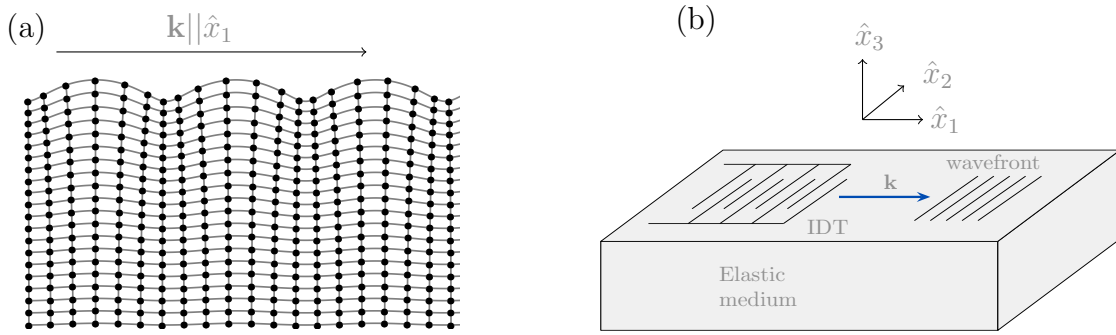 (a)
k||x̂₁
(b)
x̂₃
x̂₂
x̂₁
wavefront
k
IDT
Elastic
medium